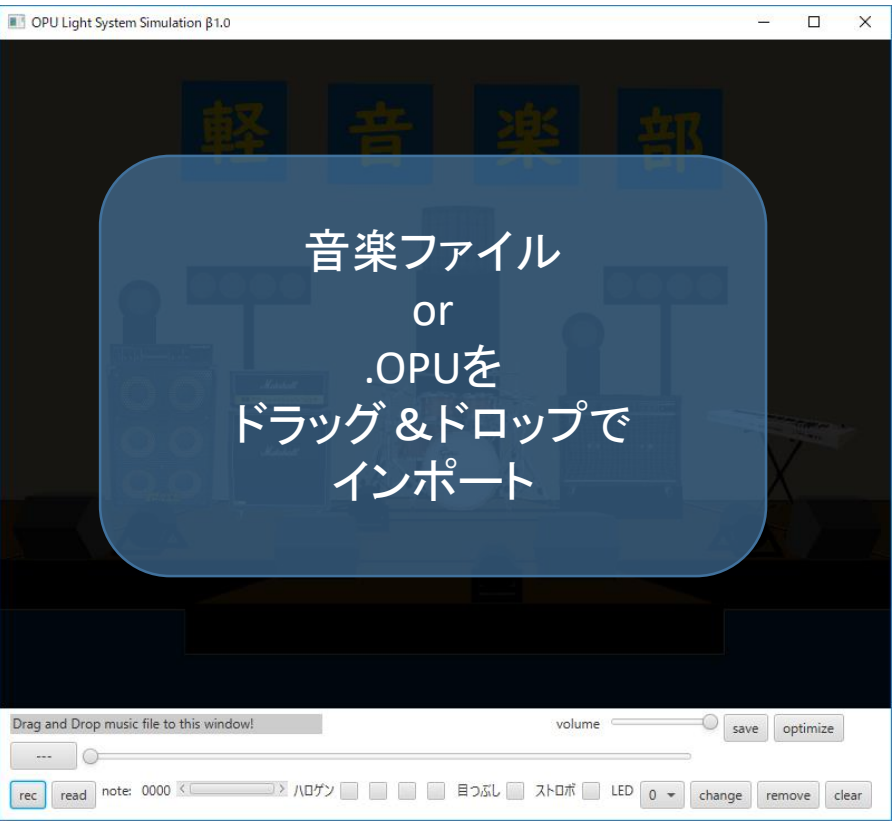 OPU Light System Simulation β1.0
軽音楽部
音楽ファイル
or
.OPUを
ドラッグ&ドロップで
インポート
Marshall
Drag and Drop music file to this window!
volume
save
optimize
---
rec
read
note: 0000
ハロゲン
目つぶし
ストロボ
LED
0
change
remove
clear